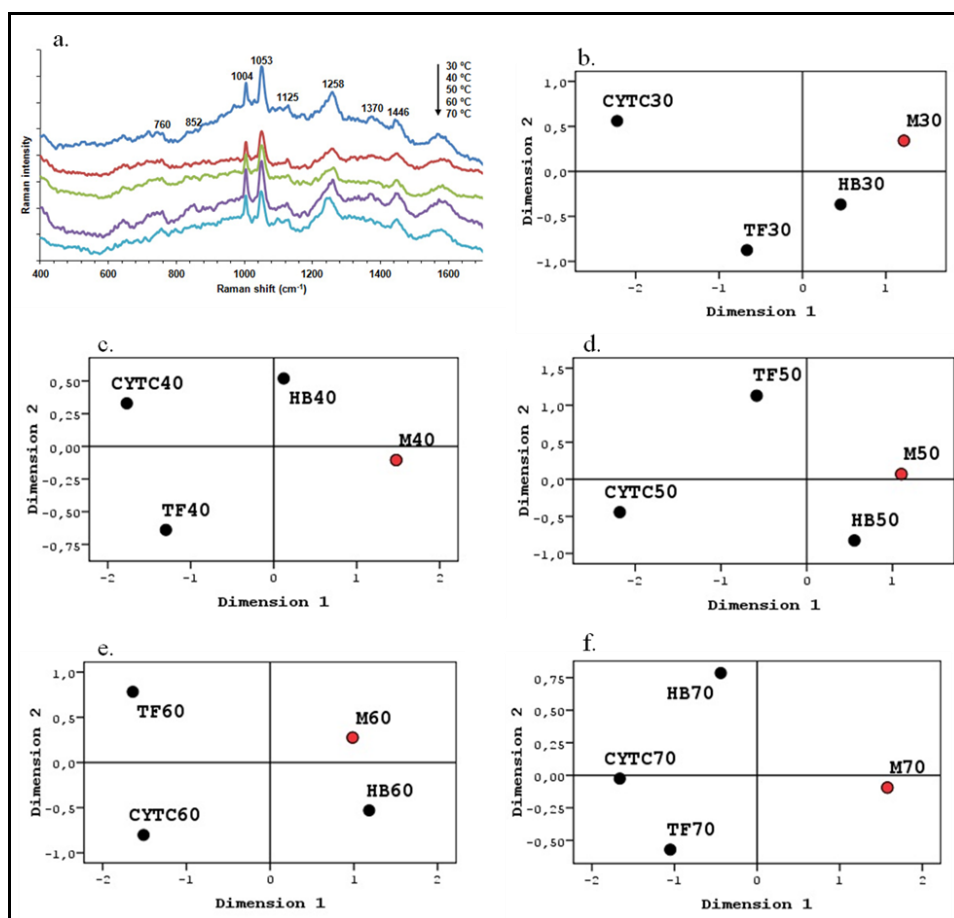 a.
Raman intensity
1004
1053
1125
1258
1370
1446
760
852
30 ºC
40 ºC
50 ºC
60 ºC
70 ºC
400
600
800
1000
1200
1400
1600
Raman shift (cm-1)
b.
Dimension 2
1,0
0,5
0,0
-0,5
-1,0
CYTC30
M30
HB30
TF30
-2
-1
0
1
Dimension 1
c.
Dimension 2
0,50
0,25
0,00
-0,25
-0,50
-0,75
CYTC40
HB40
M40
TF40
-2
-1
0
1
2
Dimension 1
d.
Dimension 2
1,5
1,0
0,5
0,0
-0,5
-1,0
TF50
M50
CYTC50
HB50
-2
-1
0
1
Dimension 1
e.
Dimension 2
1,0
0,5
0,0
-0,5
-1,0
TF60
M60
CYTC60
HB60
-2
-1
0
1
2
Dimension 1
f.
Dimension 2
0,75
0,50
0,25
0,00
-0,25
-0,50
HB70
CYTC70
M70
TF70
-2
-1
0
1
2
Dimension 1